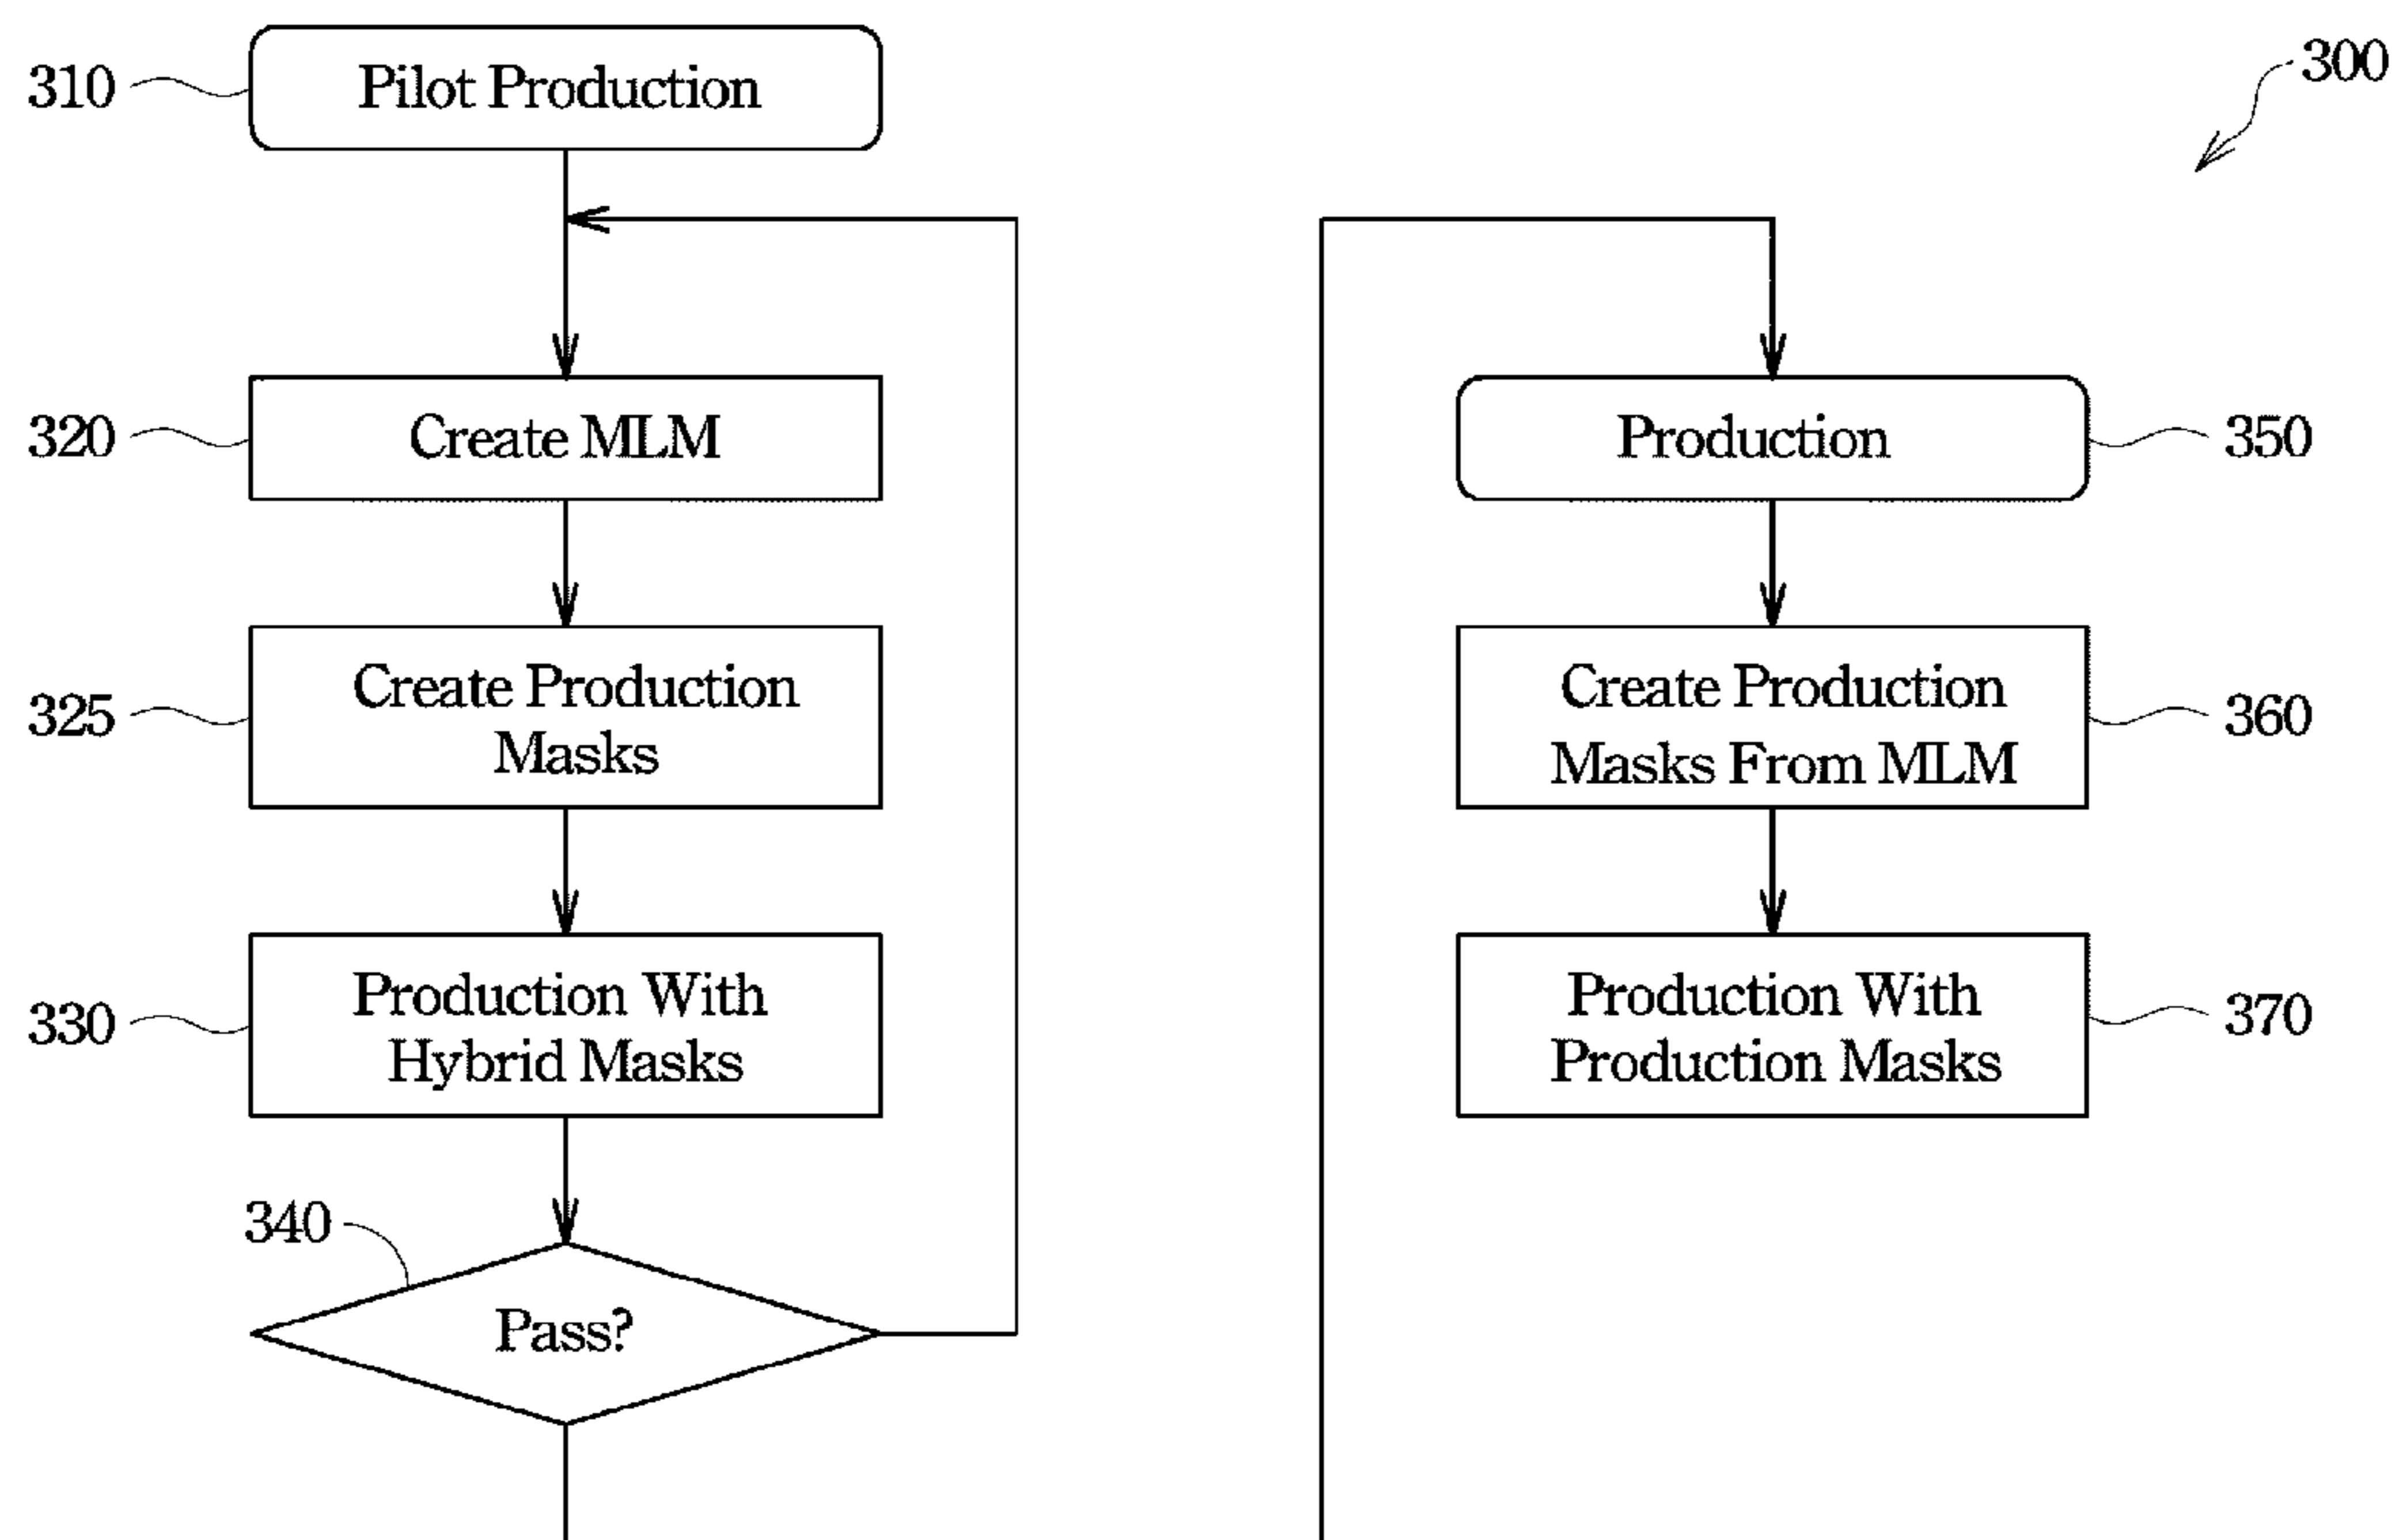 310
Pilot Production
300
320
Create MLM
325
Create Production
Masks
330
Production With
Hybrid Masks
340
Pass?
Production
350
Create Production
Masks From MLM
360
Production With
Production Masks
370